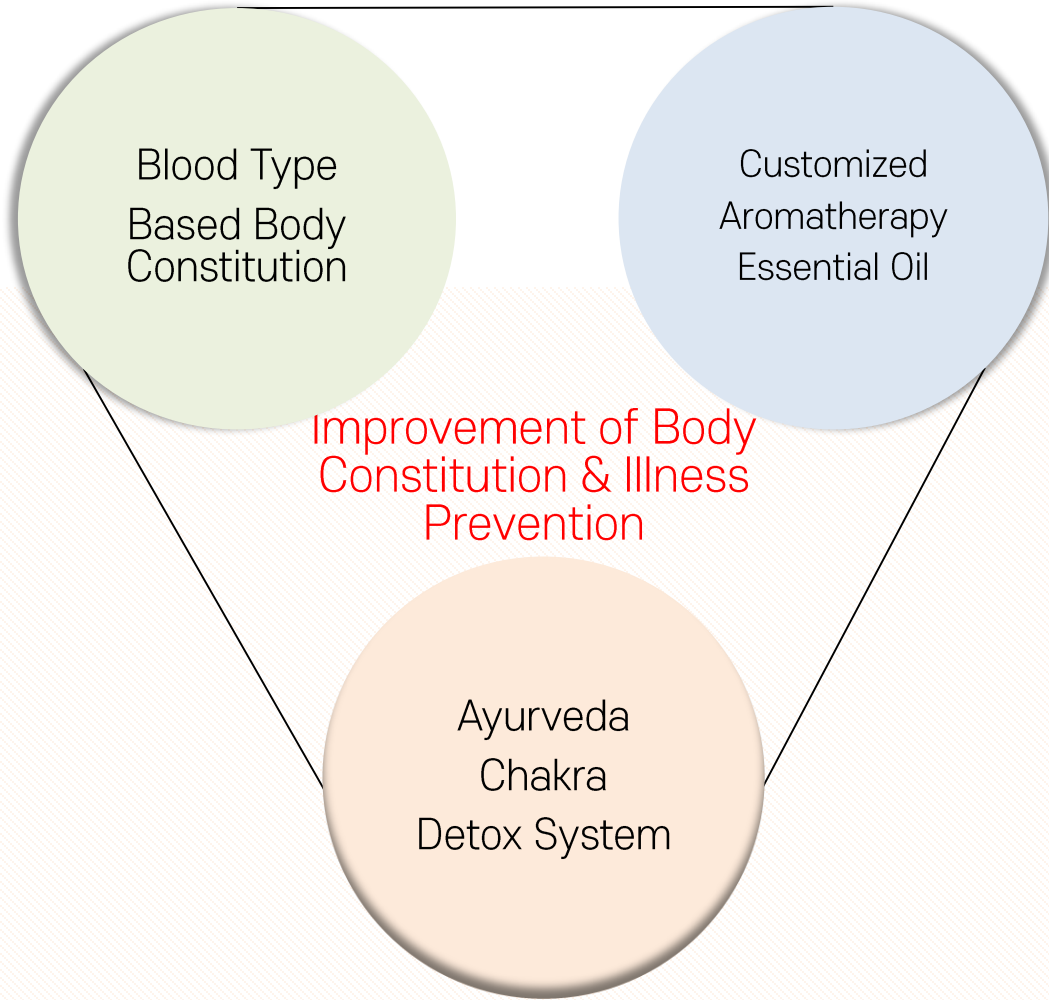 Blood Type
Based Body
Constitution
Customized
Aromatherapy
Essential Oil
Improvement of Body
Constitution & Illness
Prevention
Ayurveda
Chakra
Detox System